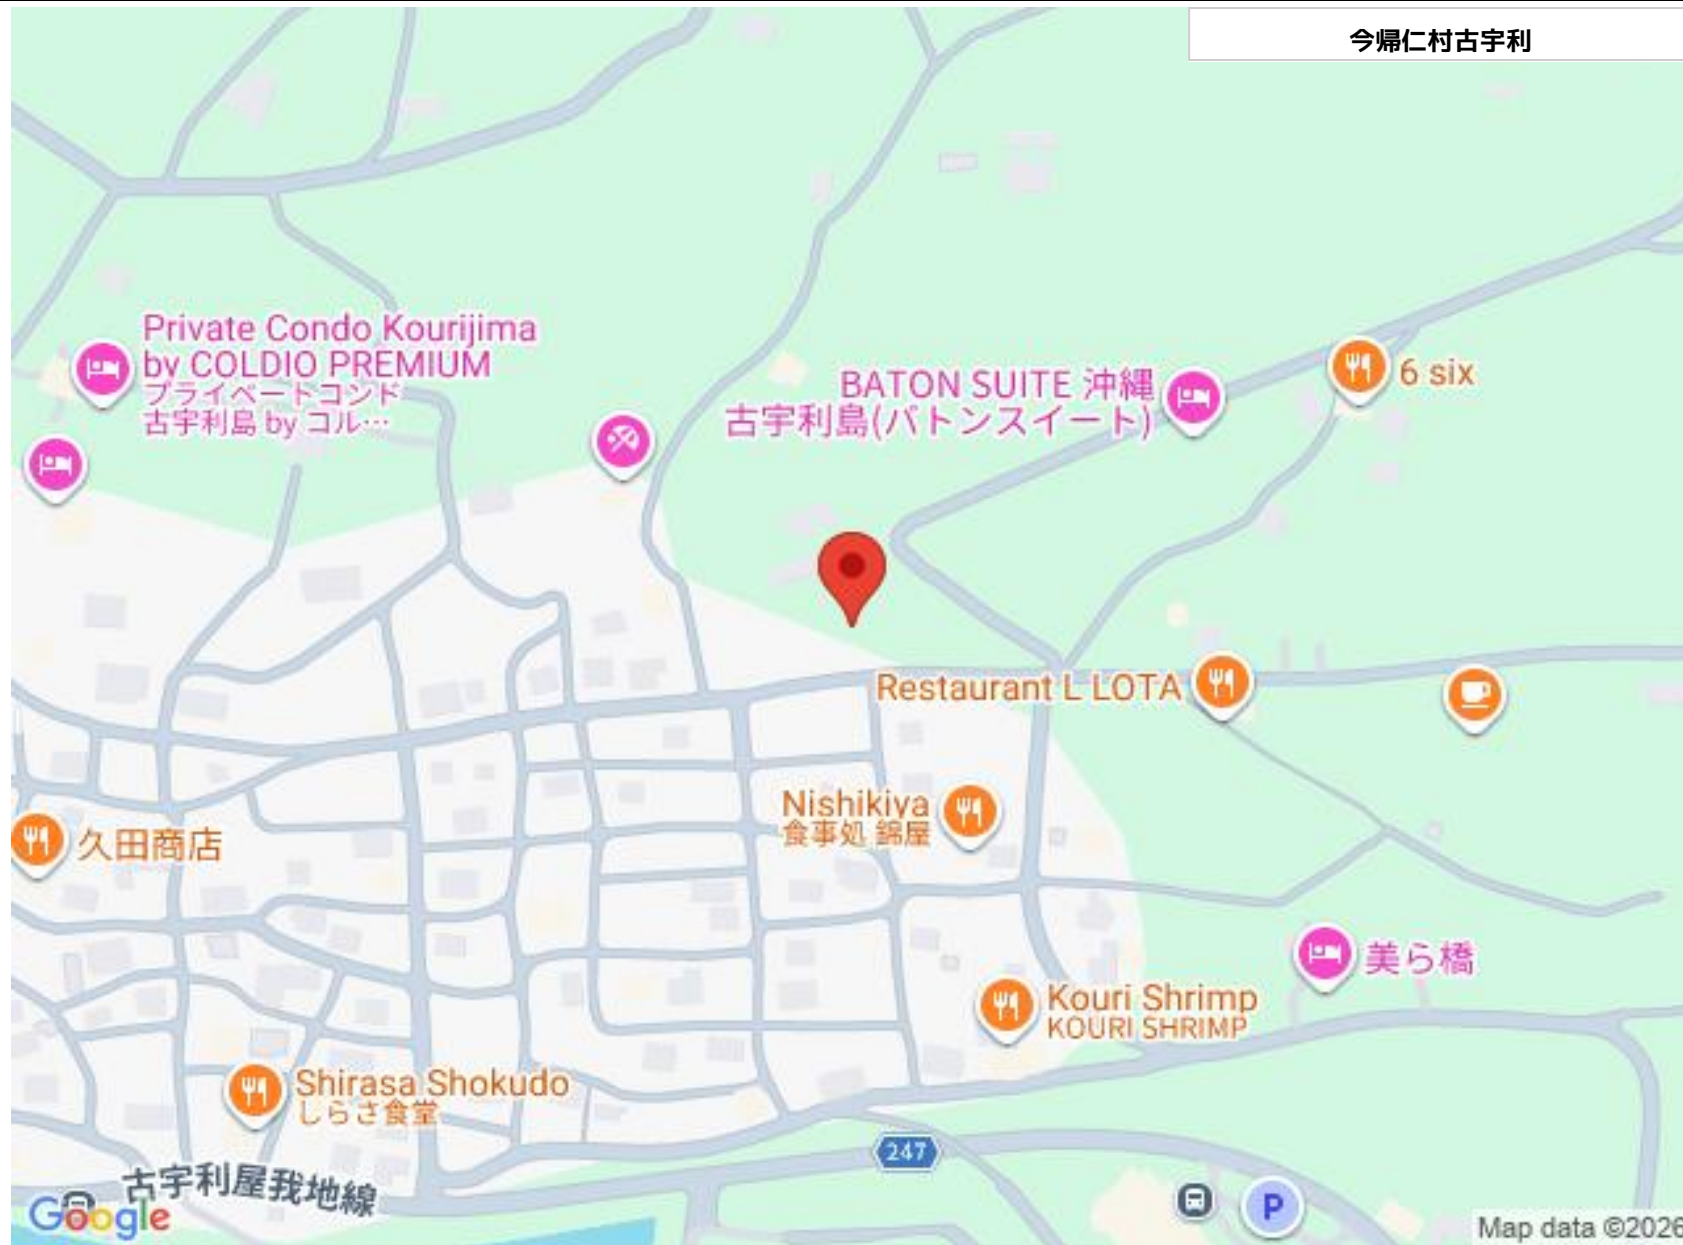 今帰仁村古宇利
Private Condo Kourijima
by COLDIO PREMIUM
プライベートコンド
古宇利島 by コル…
BATON SUITE 沖縄
古宇利島(バトンスイート)
6 six
Restaurant L LOTA
Nishikiya
食事処 錦屋
久田商店
美ら橋
Kouri Shrimp
KOURI SHRIMP
Shirasa Shokudo
しらさ食堂
247
古宇利屋我地線
P
Google
Map data ©2026